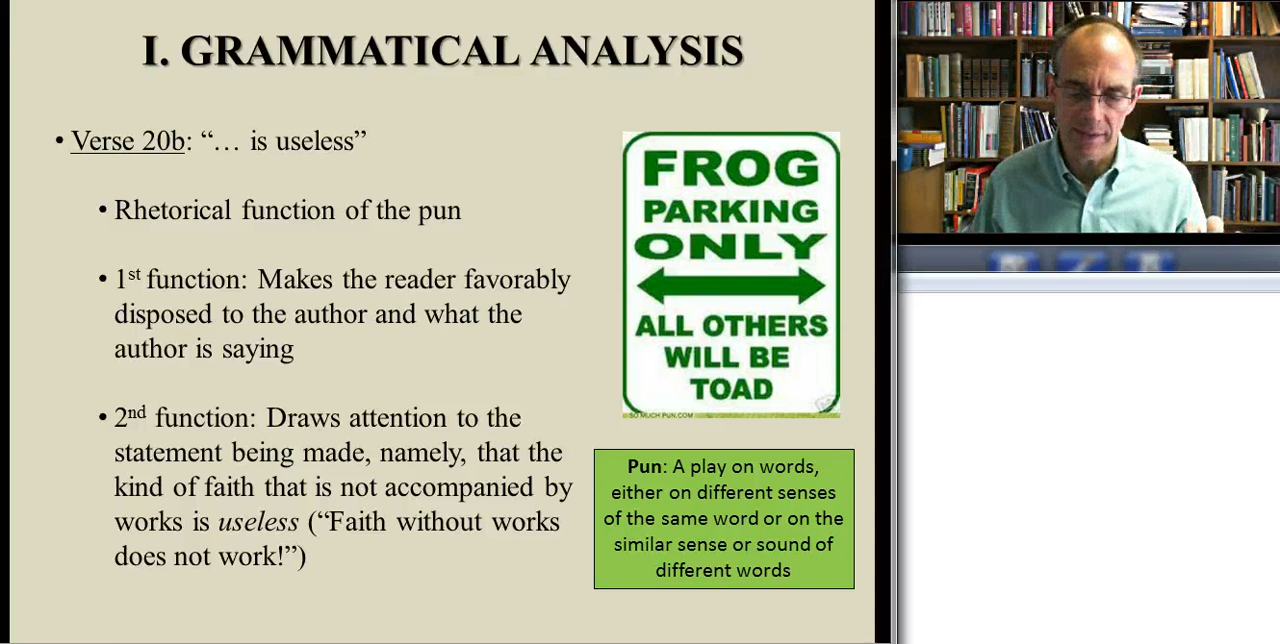 I. GRAMMATICAL ANALYSIS
• Verse 20b: “… is useless”
• Rhetorical function of the pun
• 1st function: Makes the reader favorably
disposed to the author and what the
author is saying
• 2nd function: Draws attention to the
statement being made, namely, that the
kind of faith that is not accompanied by
works is useless (“Faith without works
does not work!”)
FROG
PARKING
ONLY
ALL OTHERS
WILL BE
TOAD
SO MUCH PUN.COM
Pun: A play on words,
either on different senses
of the same word or on the
similar sense or sound of
different words